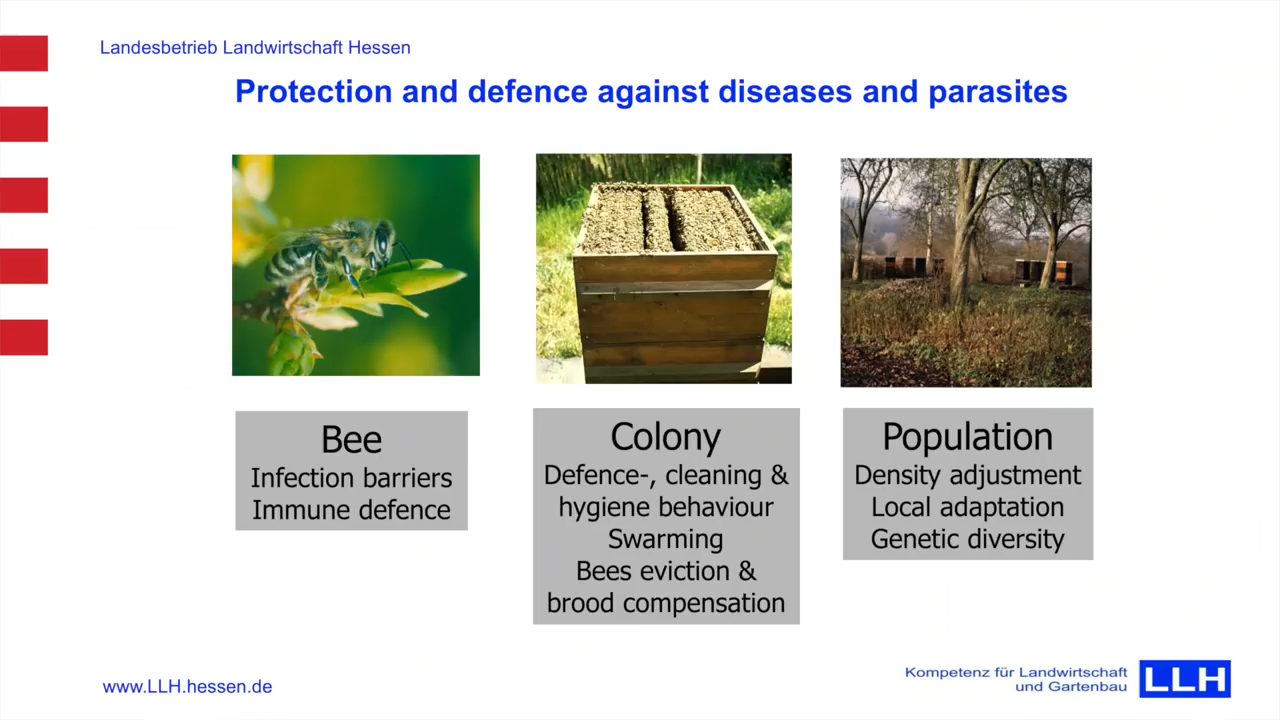 Landesbetrieb Landwirtschaft Hessen
Protection and defence against diseases and parasites
Bee
Infection barriers
Immune defence
Colony
Defence-, cleaning &
hygiene behaviour
Swarming
Bees eviction &
brood compensation
Population
Density adjustment
Local adaptation
Genetic diversity
www.LLH.hessen.de
Kompetenz für Landwirtschaft
und Gartenbau
LLH